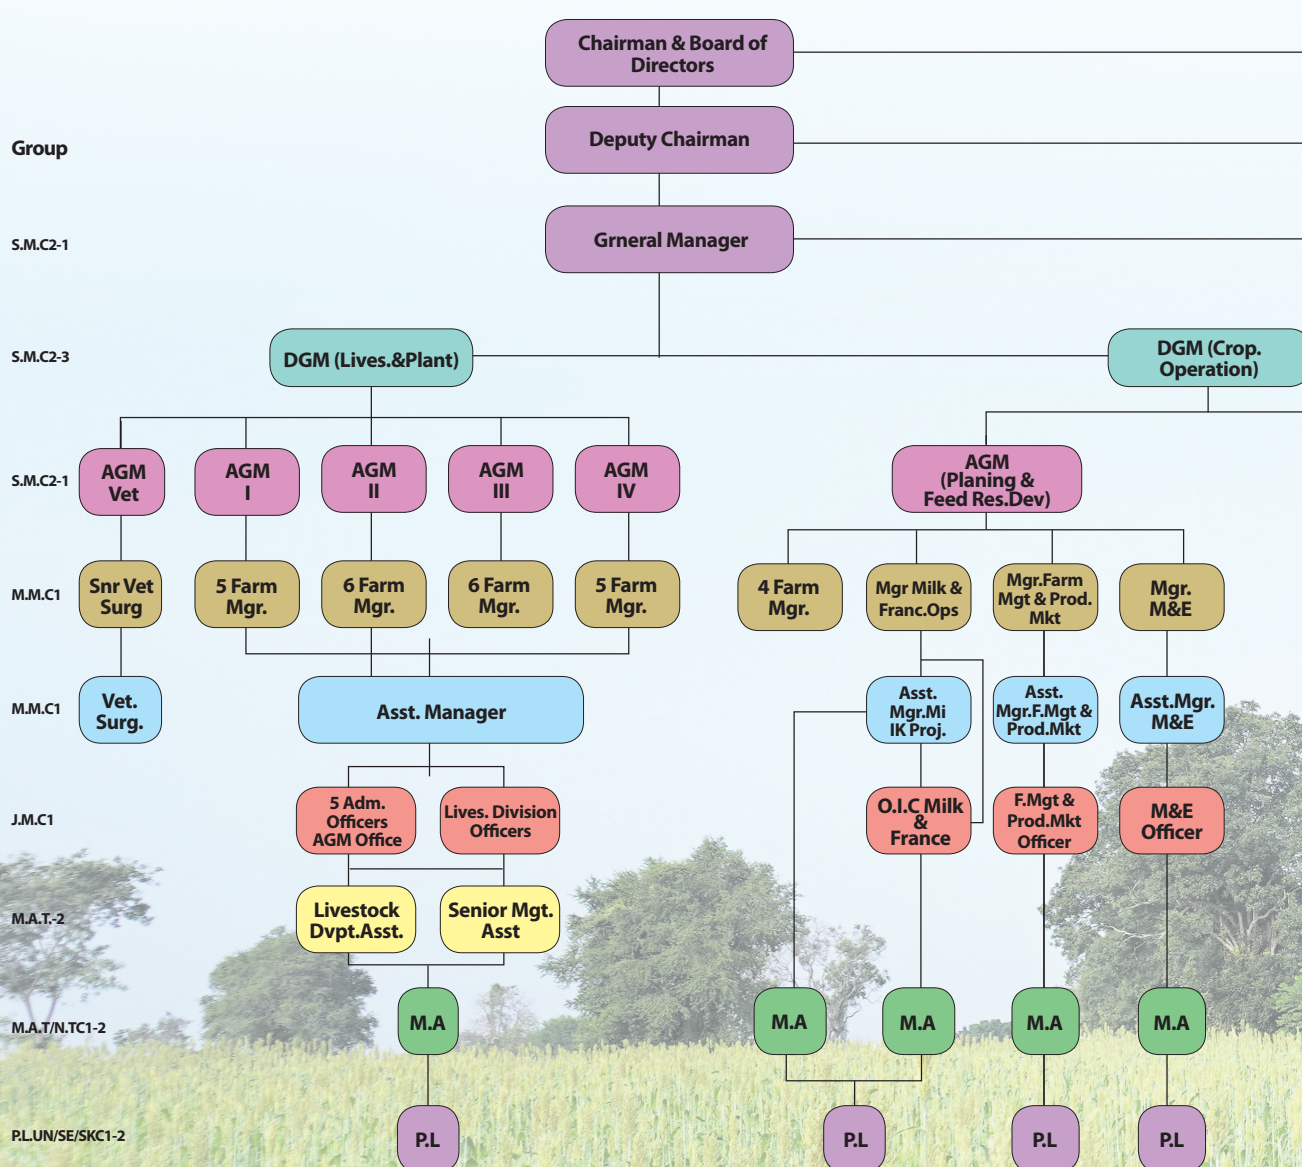 Chairman & Board of
Directors
Group
Deputy Chairman
S.M.C2-1
Grneral Manager
S.M.C2-3
DGM (Lives.&Plant)
DGM (Crop.
Operation)
S.M.C2-1
AGM
Vet
AGM
I
AGM
II
AGM
III
AGM
IV
AGM
(Planing &
Feed Res.Dev)
M.M.C1
Snr Vet
Surg
5 Farm
Mgr.
6 Farm
Mgr.
6 Farm
Mgr.
5 Farm
Mgr.
4 Farm
Mgr.
Mgr Milk &
Franc.Ops
Mgr.Farm
Mgt & Prod.
Mkt
Mgr.
M&E
M.M.C1
Vet.
Surg.
Asst. Manager
Asst.
Mgr.Mi
IK Proj.
Asst.
Mgr.F.Mgt &
Prod.Mkt
Asst.Mgr.
M&E
J.M.C1
5 Adm.
Officers
AGM Office
Lives. Division
Officers
O.I.C Milk
&
France
F.Mgt &
Prod.Mkt
Officer
M&E
Officer
M.A.T.-2
Livestock
Dvpt.Asst.
Senior Mgt.
Asst
M.A.T/N.TC1-2
M.A
M.A
M.A
M.A
M.A
P.L.UN/SE/SKC1-2
P.L
P.L
P.L
P.L